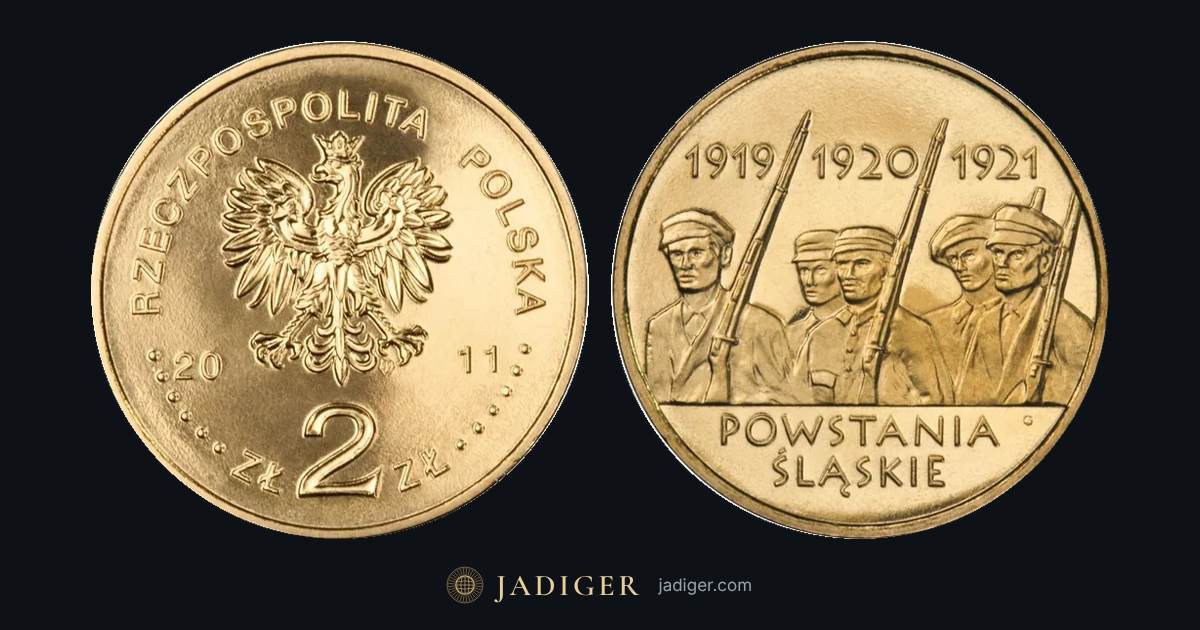 RZECZPOSPOLITA POLSKA
20 11
ZŁ 2 ZŁ
1919 1920 1921
POWSTANIA
ŚLĄSKIE
JADIGER jadiger.com